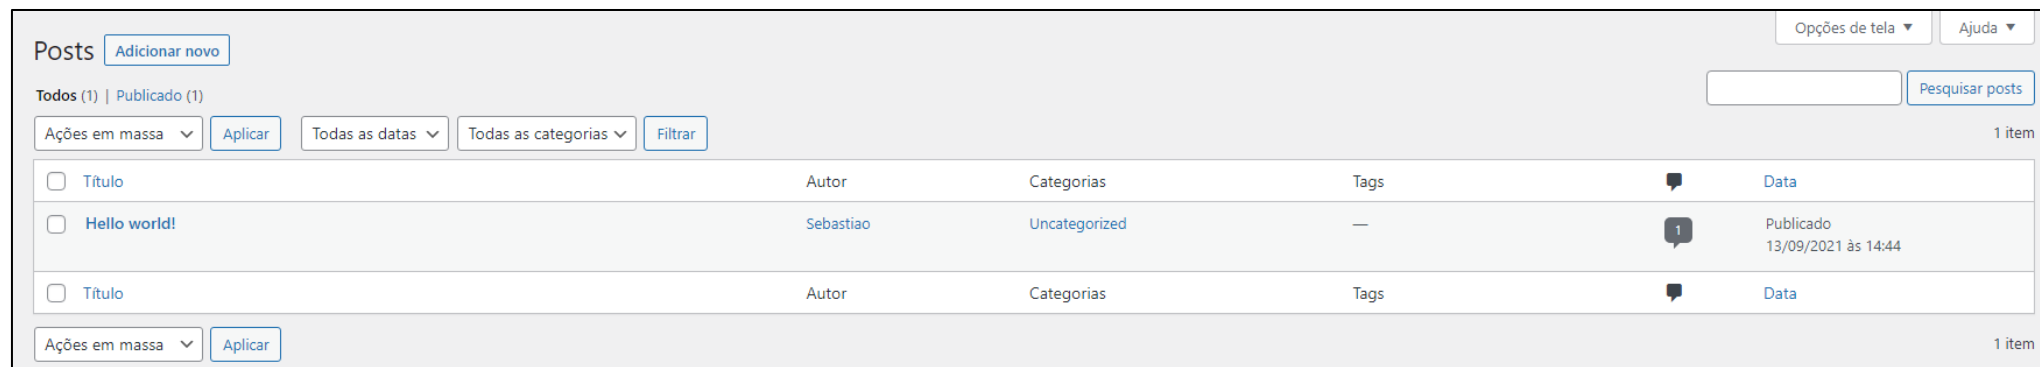 Opções de tela ▼ Ajuda ▼
Posts Adicionar novo
Todos (1) | Publicado (1)
Pesquisar posts
Ações em massa Aplicar Todas as datas Todas as categorias Filtrar 1 item
Título Autor Categorias Tags Data
Hello world! Sebastiao Uncategorized — 1 Publicado
13/09/2021 às 14:44
Título Autor Categorias Tags Data
Ações em massa Aplicar 1 item